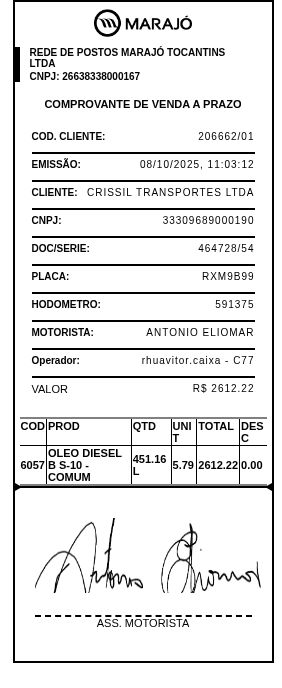 MARAJÓ
REDE DE POSTOS MARAJÓ TOCANTINS
LTDA
CNPJ: 26638338000167
COMPROVANTE DE VENDA A PRAZO
COD. CLIENTE: 206662/01
EMISSÃO: 08/10/2025, 11:03:12
CLIENTE: CRISSIL TRANSPORTES LTDA
CNPJ: 33309689000190
DOC/SERIE: 464728/54
PLACA: RXM9B99
HODOMETRO: 591375
MOTORISTA: ANTONIO ELIOMAR
Operador: rhuavitor.caixa - C77
VALOR R$ 2612.22
COD PROD QTD UNI TOTAL DES
T C
OLEO DIESEL
6057 B S-10 - 451.16 5.79 2612.22 0.00
COMUM L
Antonio Eliomar
ASS. MOTORISTA